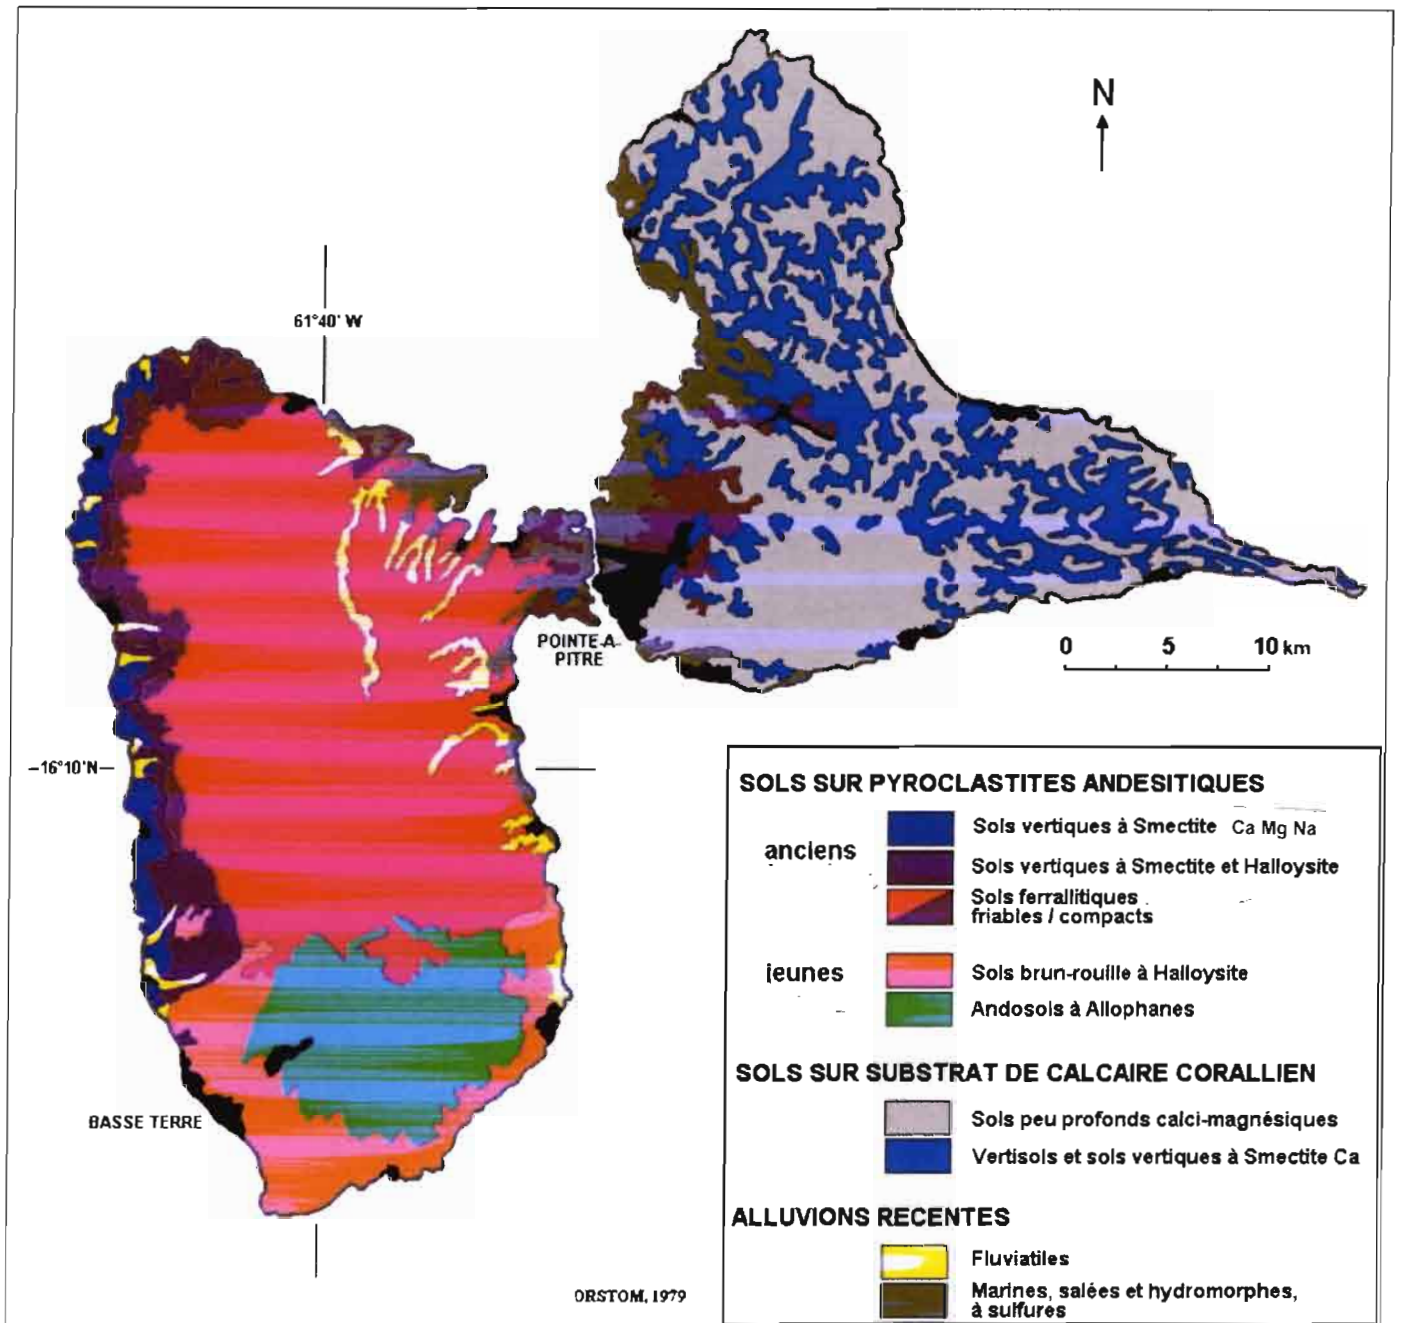 N
61°40' W
POINTE-A-
PITRE
0 5 10 km
–16°10'N–
BASSE TERRE
ORSTOM, 1979
SOLS SUR PYROCLASTITES ANDESITIQUES
anciens
Sols vertiques à Smectite Ca Mg Na
Sols vertiques à Smectite et Halloysite
Sols ferrallitiques
friables / compacts
jeunes
Sols brun-rouille à Halloysite
Andosols à Allophanes
SOLS SUR SUBSTRAT DE CALCAIRE CORALLIEN
Sols peu profonds calci-magnésiques
Vertisols et sols vertiques à Smectite Ca
ALLUVIONS RECENTES
Fluviatiles
Marines, salées et hydromorphes,
à sulfures